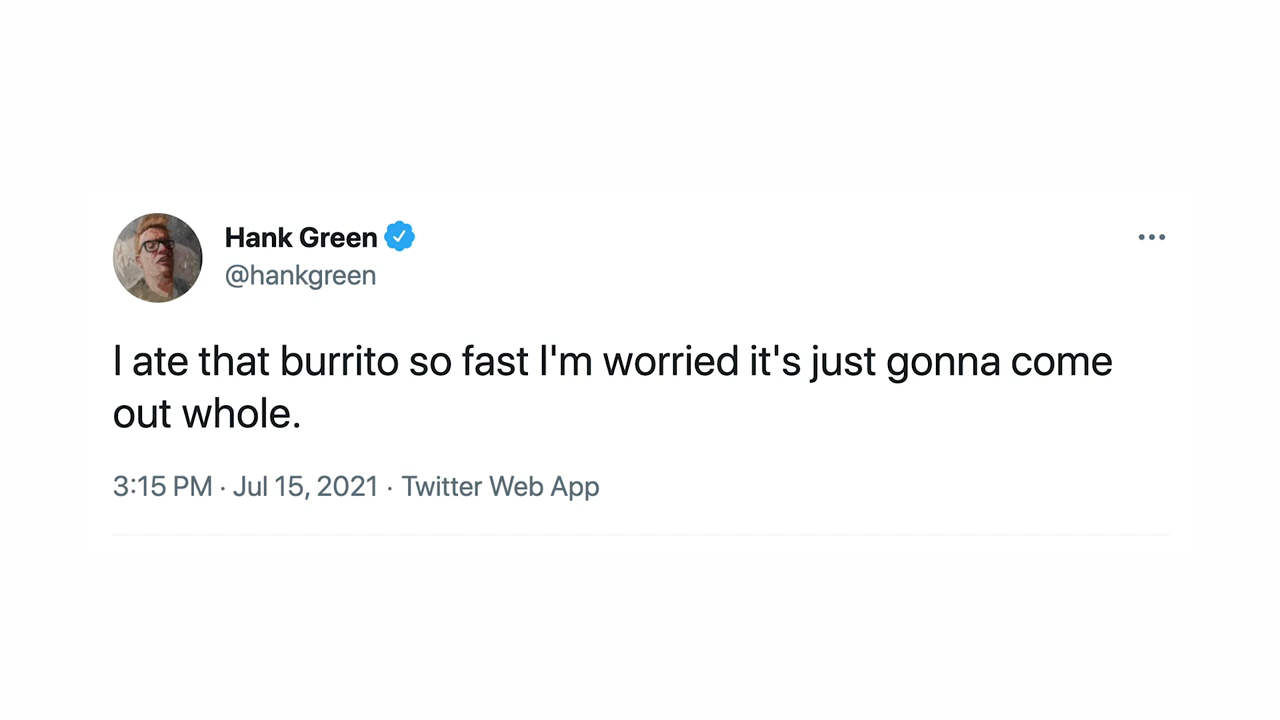 Hank Green
@hankgreen
I ate that burrito so fast I'm worried it's just gonna come
out whole.
3:15 PM · Jul 15, 2021 · Twitter Web App